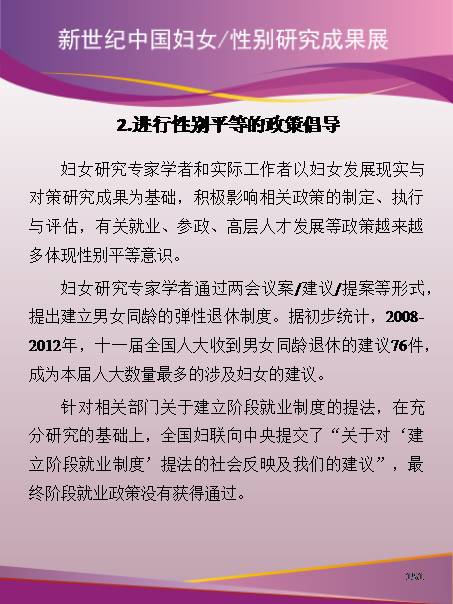 新世纪中国妇女/性别研究成果展
2.进行性别平等的政策倡导
妇女研究专家学者和实际工作者以妇女发展现实与
对策研究成果为基础，积极影响相关政策的制定、执行
与评估，有关就业、参政、高层人才发展等政策越来越
多体现性别平等意识。
妇女研究专家学者通过两会议案/建议/提案等形式，
提出建立男女同龄的弹性退休制度。据初步统计，2008-
2012年，十一届全国人大收到男女同龄退休的建议76件，
成为本届人大数量最多的涉及妇女的建议。
针对相关部门关于建立阶段就业制度的提法，在充
分研究的基础上，全国妇联向中央提交了“关于对‘建
立阶段就业制度’提法的社会反映及我们的建议”，最
终阶段就业政策没有获得通过。